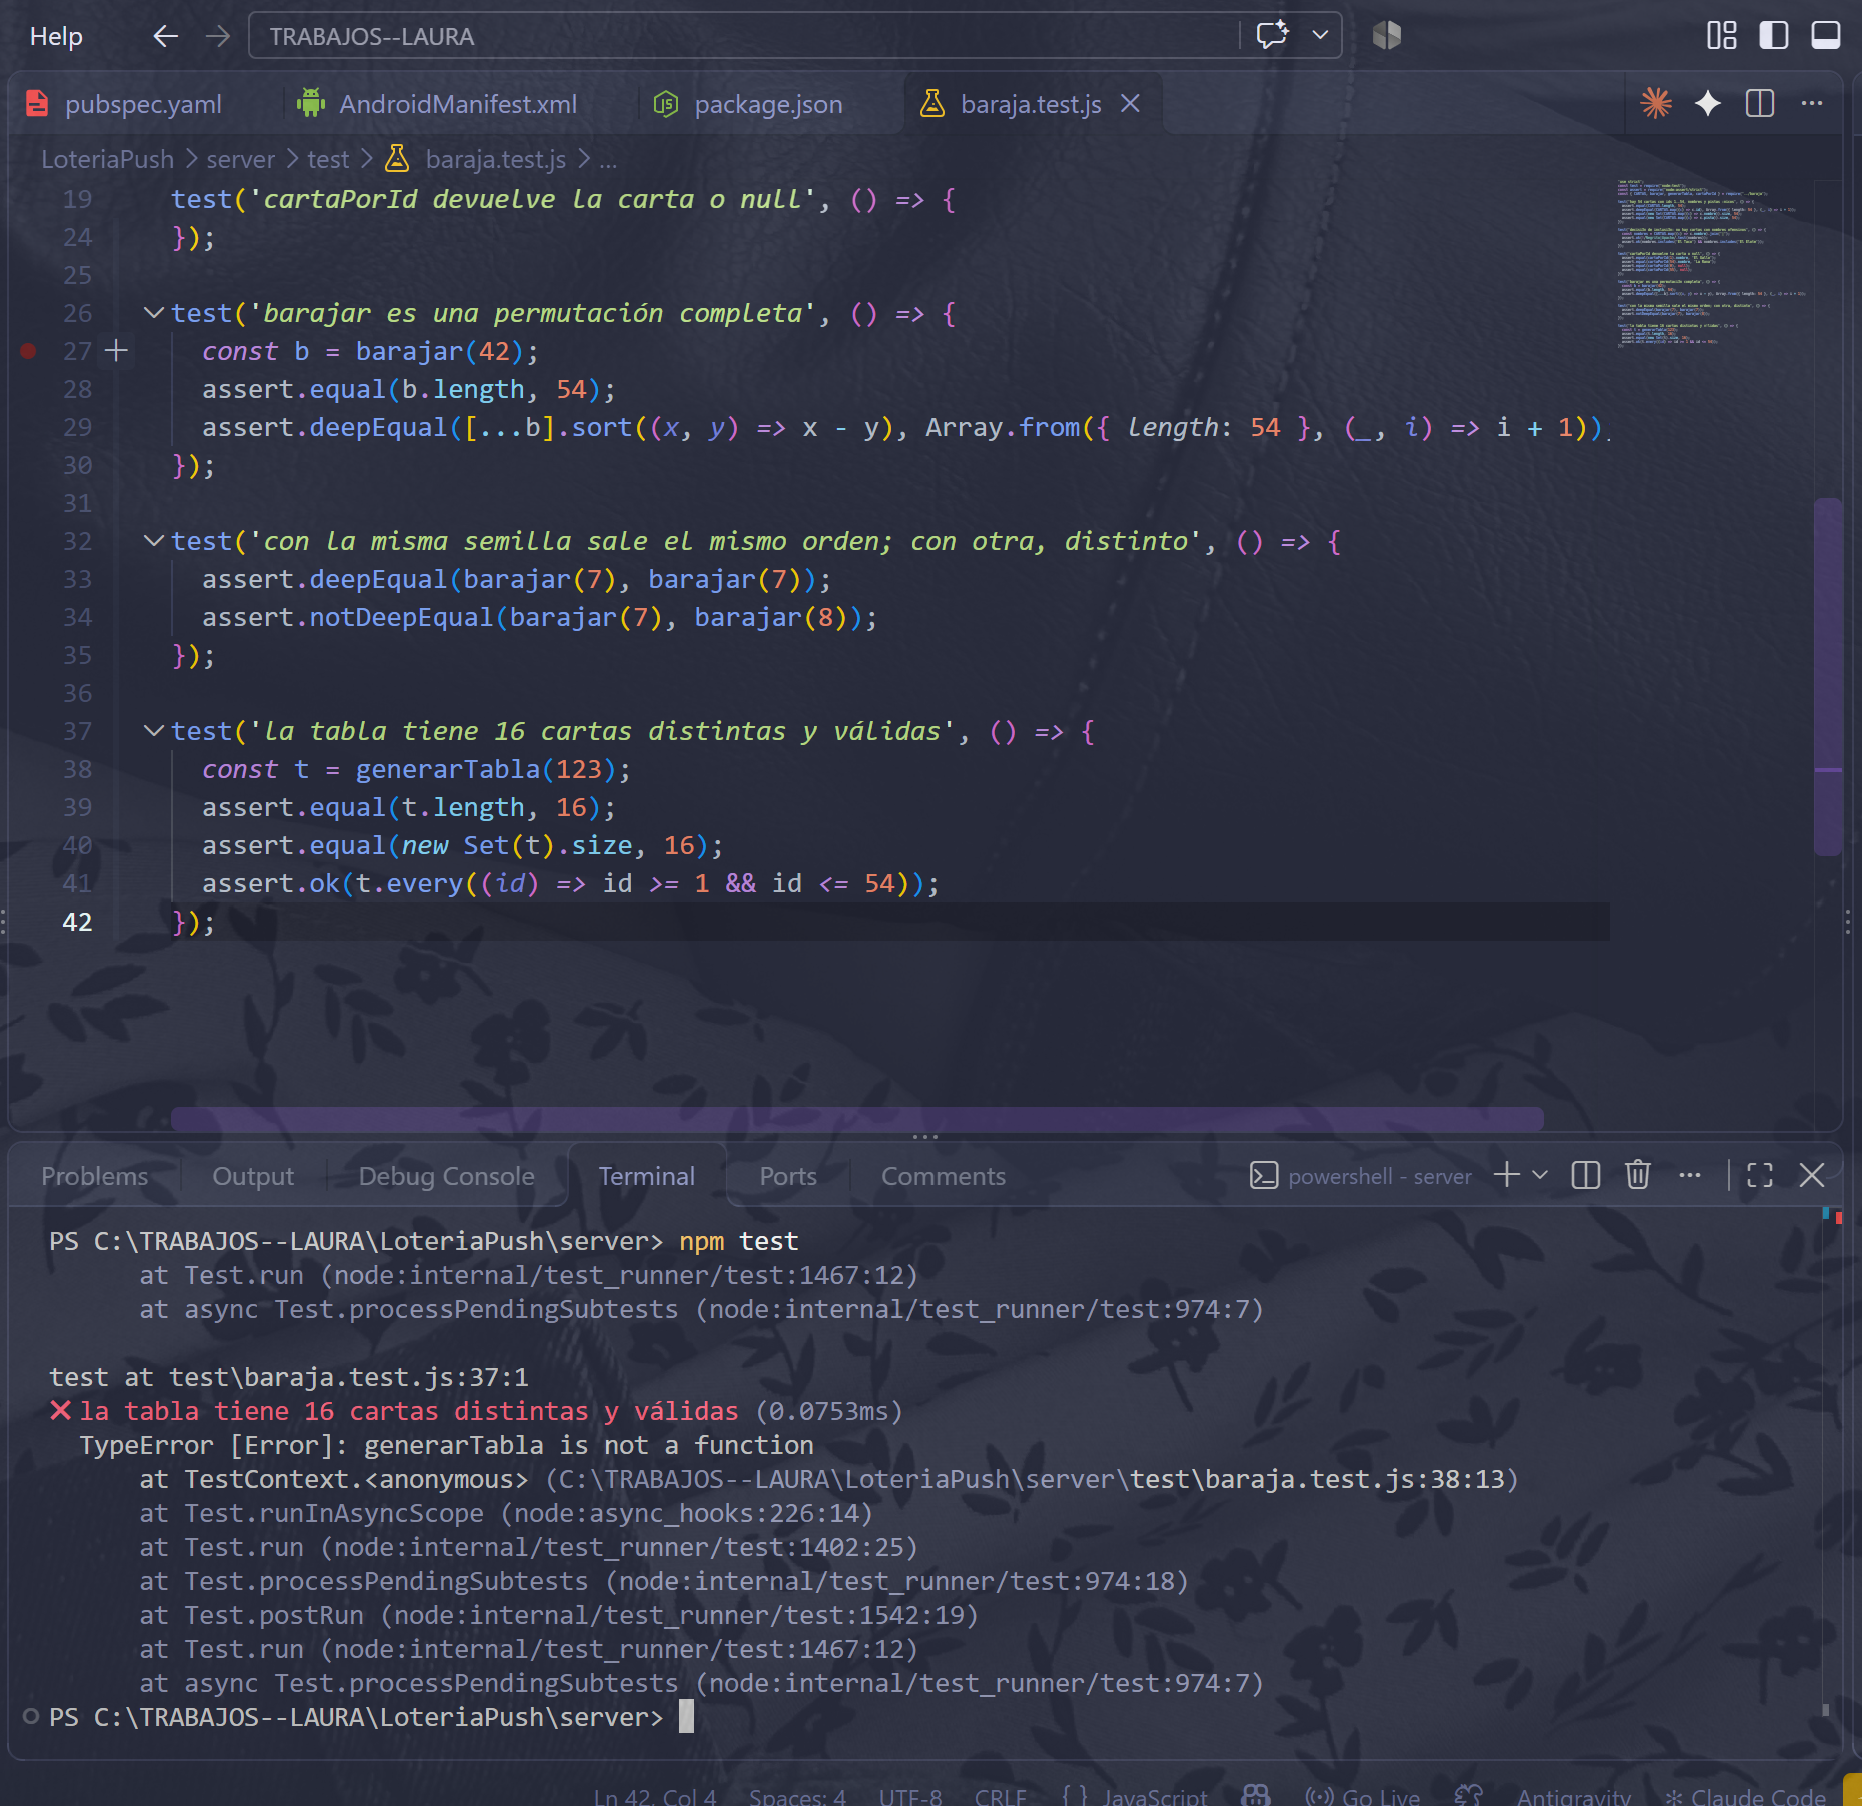 Help
TRABAJOS--LAURA
pubspec.yaml
AndroidManifest.xml
package.json
baraja.test.js
LoteriaPush > server > test > baraja.test.js > ...
19 test('cartaPorId devuelve la carta o null', () => {
24 });
25
26 test('barajar es una permutación completa', () => {
27 const b = barajar(42);
28 assert.equal(b.length, 54);
29 assert.deepEqual([...b].sort((x, y) => x - y), Array.from({ length: 54 }, (_, i) => i + 1))
30 });
31
32 test('con la misma semilla sale el mismo orden; con otra, distinto', () => {
33 assert.deepEqual(barajar(7), barajar(7));
34 assert.notDeepEqual(barajar(7), barajar(8));
35 });
36
37 test('la tabla tiene 16 cartas distintas y válidas', () => {
38 const t = generarTabla(123);
39 assert.equal(t.length, 16);
40 assert.equal(new Set(t).size, 16);
41 assert.ok(t.every((id) => id >= 1 && id <= 54));
42 });
Problems
Output
Debug Console
Terminal
Ports
Comments
powershell - server
PS C:\TRABAJOS--LAURA\LoteriaPush\server> npm test
at Test.run (node:internal/test_runner/test:1467:12)
at async Test.processPendingSubtests (node:internal/test_runner/test:974:7)
test at test\baraja.test.js:37:1
❌ la tabla tiene 16 cartas distintas y válidas (0.0753ms)
TypeError [Error]: generarTabla is not a function
at TestContext.<anonymous> (C:\TRABAJOS--LAURA\LoteriaPush\server\test\baraja.test.js:38:13)
at Test.runInAsyncScope (node:async_hooks:226:14)
at Test.run (node:internal/test_runner/test:1402:25)
at Test.processPendingSubtests (node:internal/test_runner/test:974:18)
at Test.postRun (node:internal/test_runner/test:1542:19)
at Test.run (node:internal/test_runner/test:1467:12)
at async Test.processPendingSubtests (node:internal/test_runner/test:974:7)
PS C:\TRABAJOS--LAURA\LoteriaPush\server>
Ln 42, Col 4
Spaces: 4
UTF-8
CRLF
{ } JavaScript
Go Live
Antigravity
Claude Code